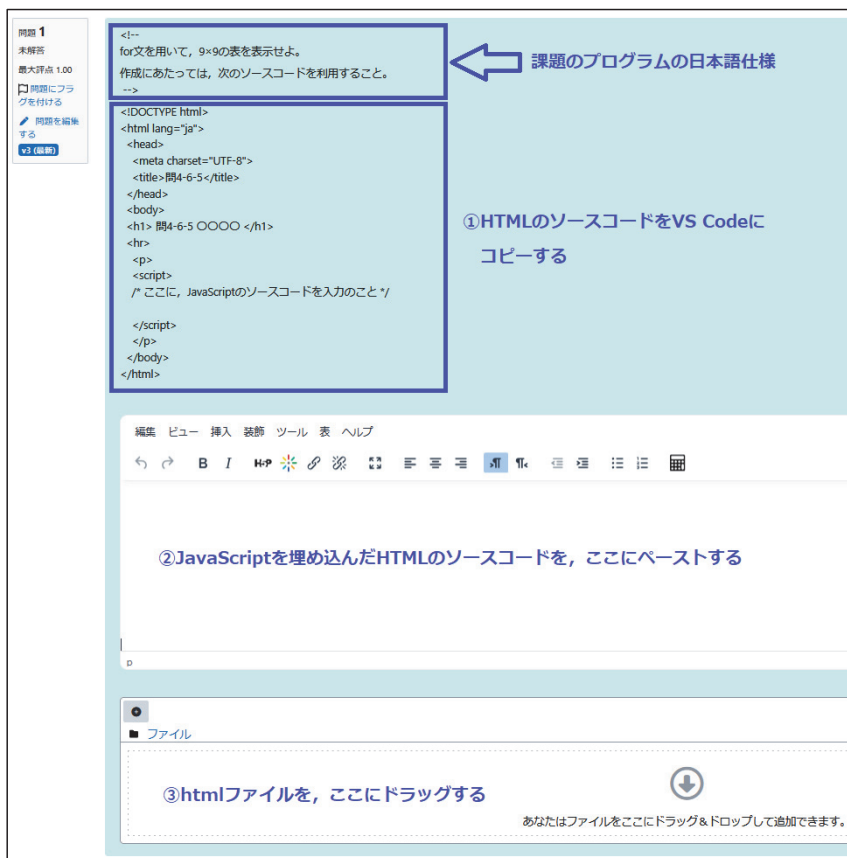 問題 1
未解答
最大評点 1.00
問題にフラグを付ける
問題を編集する
v3 (最新)
<!--
for文を用いて，9×9の表を表示せよ。
作成にあたっては，次のソースコードを利用すること。
-->
課題のプログラムの日本語仕様
<!DOCTYPE html>
<html lang="ja">
<head>
<meta charset="UTF-8">
<title>問4-6-5</title>
</head>
<body>
<h1> 問4-6-5 〇〇〇〇 </h1>
<hr>
<p>
<script>
/* ここに，JavaScriptのソースコードを入力のこと */
</script>
</p>
</body>
</html>
①HTMLのソースコードをVS Codeに
コピーする
編集 ビュー 挿入 装飾 ツール 表 ヘルプ
B I H-P
②JavaScriptを埋め込んだHTMLのソースコードを，ここにペーストする
p
ファイル
③htmlファイルを，ここにドラッグする
あなたはファイルをここにドラッグ&ドロップして追加できます。